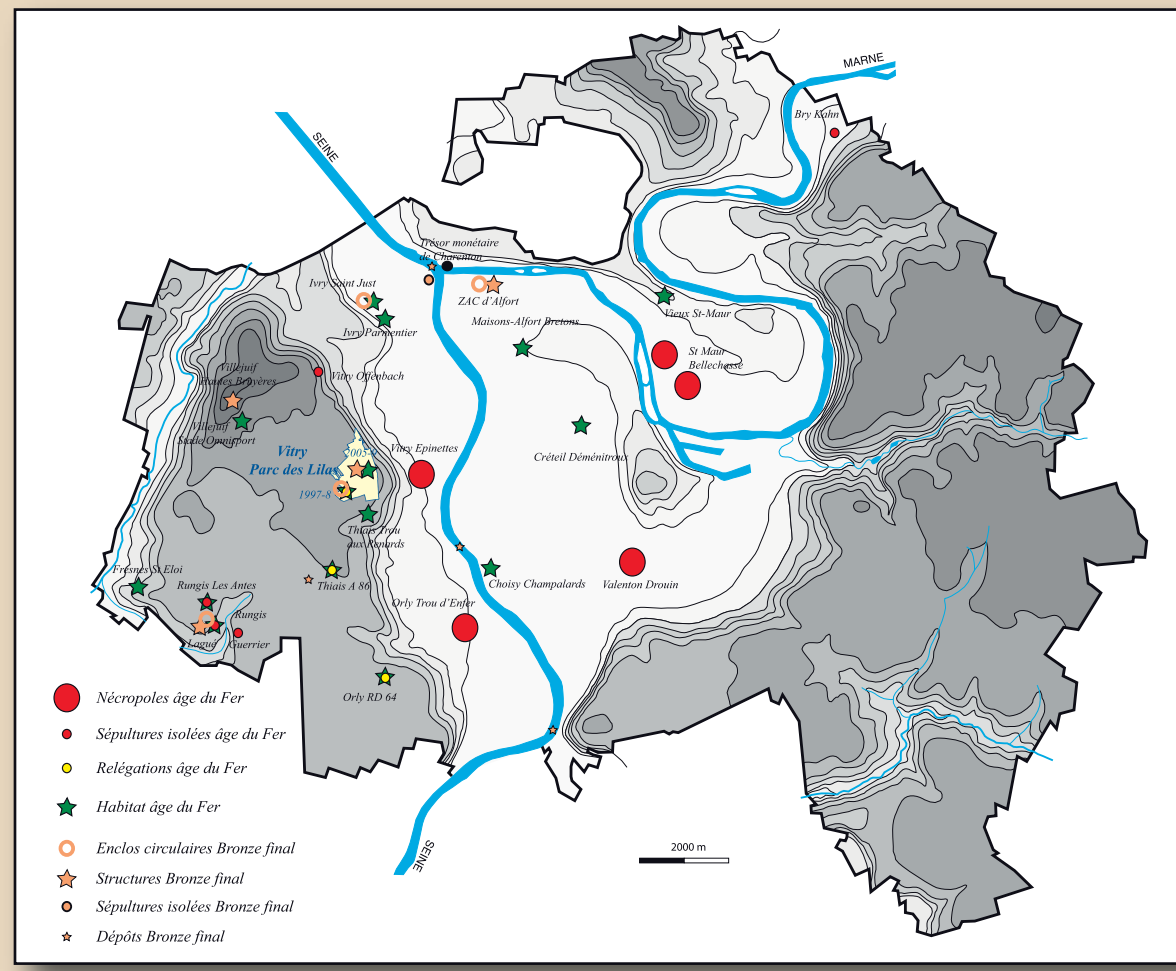 MARNE
Bry Kahn
SEINE
Trésor monétaire
de Charenton
Ivry Saint Just
ZAC d'Alfort
Ivry Parmentier
Maisons-Alfort Bretons
Vieux St-Maur
St Maur
Bellechasse
Villejuif
Hautes Bruyères
Vitry Offenbach
Villejuif
Stade Omnisport
Vitry
Parc des Lilas
Vitry Epinettes
Créteil Déménitroux
1997-8
Thiais Trou
aux Renards
Fresnes St Eloi
Rungis Les Antes
Thiais A 86
Choisy Champalards
Valenton Drouin
Orly Trou d'Enfer
Rungis
Lagué
Guerrier
Orly RD 64
Nécropoles âge du Fer
Sépultures isolées âge du Fer
Relégations âge du Fer
Habitat âge du Fer
Enclos circulaires Bronze final
Structures Bronze final
Sépultures isolées Bronze final
Dépôts Bronze final
SEINE
2000 m